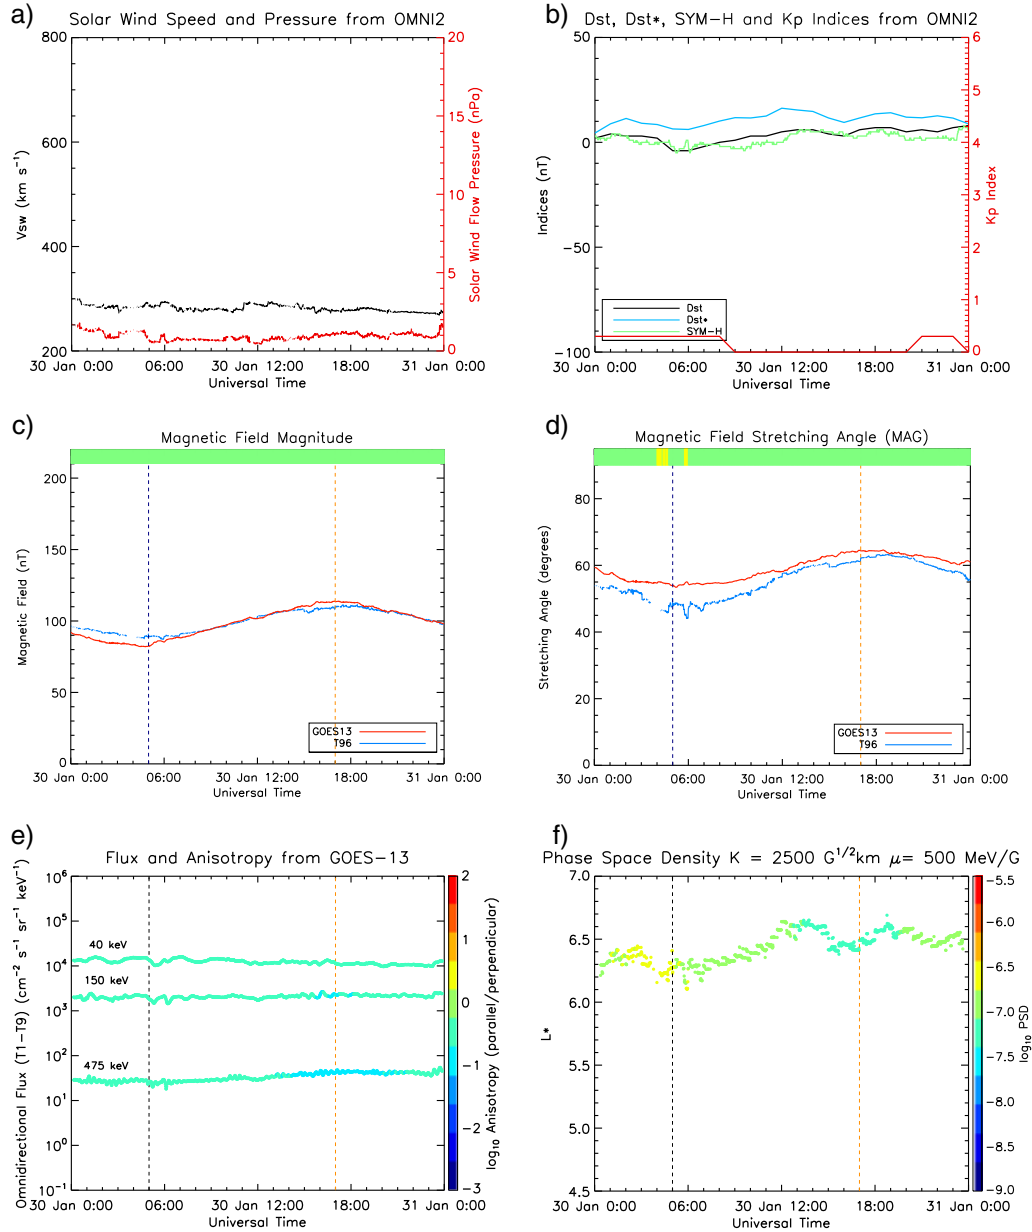 a)
Solar Wind Speed and Pressure from OMNI2
800
600
400
200
Vsw (km s⁻¹)
20
15
10
5
0
Solar Wind Flow Pressure (nPa)
30 Jan 0:00
06:00
30 Jan 12:00
18:00
31 Jan 0:00
Universal Time
b)
Dst, Dst*, SYM-H and Kp Indices from OMNI2
50
0
-50
-100
Indices (nT)
6
5
4
3
2
1
0
Kp Index
Dst
Dst*
SYM-H
30 Jan 0:00
06:00
30 Jan 12:00
18:00
31 Jan 0:00
Universal Time
c)
Magnetic Field Magnitude
200
150
100
50
0
Magnetic Field (nT)
GOES13
T96
30 Jan 0:00
06:00
30 Jan 12:00
18:00
31 Jan 0:00
Universal Time
d)
Magnetic Field Stretching Angle (MAG)
80
60
40
20
0
Stretching Angle (degrees)
GOES13
T96
30 Jan 0:00
06:00
30 Jan 12:00
18:00
31 Jan 0:00
Universal Time
e)
Flux and Anisotropy from GOES-13
10⁶
10⁵
10⁴
10³
10²
10¹
10⁰
10⁻¹
Omnidirectional Flux (T1-T9) (cm⁻² s⁻¹ sr⁻¹ keV⁻¹)
40 keV
150 keV
475 keV
2
1
0
-1
-2
-3
log₁₀ Anisotropy (parallel/perpendicular)
30 Jan 0:00
06:00
30 Jan 12:00
18:00
31 Jan 0:00
Universal Time
f)
Phase Space Density K = 2500 G¹/²km μ= 500 MeV/G
7.0
6.5
6.0
5.5
5.0
4.5
L*
-5.5
-6.0
-6.5
-7.0
-7.5
-8.0
-8.5
-9.0
log₁₀ PSD
30 Jan 0:00
06:00
30 Jan 12:00
18:00
31 Jan 0:00
Universal Time